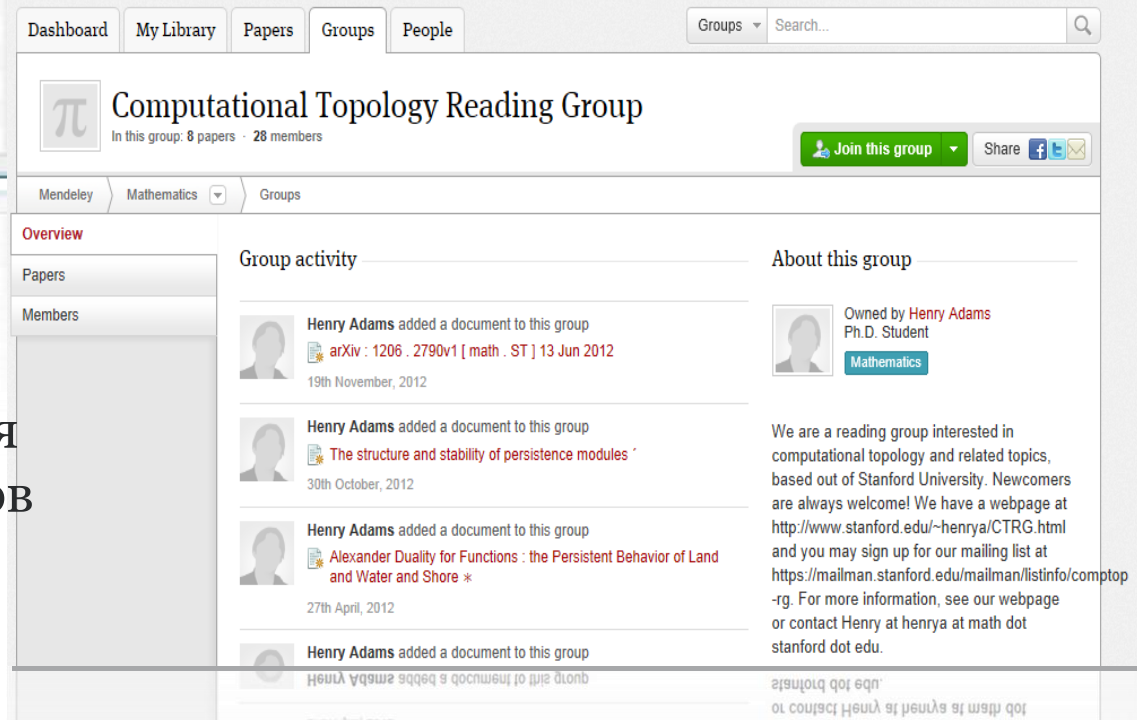 Dashboard
My Library
Papers
Groups
People
Groups
Search...
Computational Topology Reading Group
In this group: 8 papers · 28 members
Join this group
Share
Mendeley
Mathematics
Groups
Overview
Papers
Members
я
ов
Group activity
Henry Adams added a document to this group
arXiv : 1206 . 2790v1 [ math . ST ] 13 Jun 2012
19th November, 2012
Henry Adams added a document to this group
The structure and stability of persistence modules ´
30th October, 2012
Henry Adams added a document to this group
Alexander Duality for Functions : the Persistent Behavior of Land
and Water and Shore ∗
27th April, 2012
Henry Adams added a document to this group
About this group
Owned by Henry Adams
Ph.D. Student
Mathematics
We are a reading group interested in
computational topology and related topics,
based out of Stanford University. Newcomers
are always welcome! We have a webpage at
http://www.stanford.edu/~henrya/CTRG.html
and you may sign up for our mailing list at
https://mailman.stanford.edu/mailman/listinfo/comptop
-rg. For more information, see our webpage
or contact Henry at henrya at math dot
stanford dot edu.